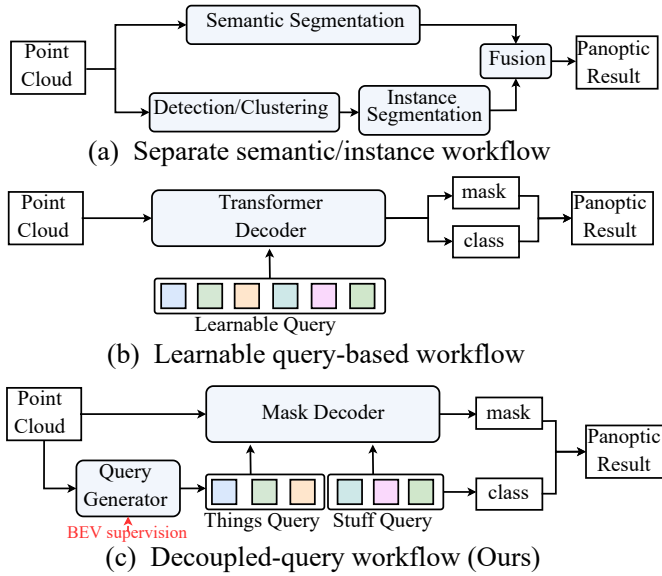 Semantic Segmentation
Point
Cloud
Fusion
Panoptic
Result
Detection/Clustering
Instance
Segmentation
(a) Separate semantic/instance workflow
Point
Cloud
Transformer
Decoder
mask
class
Panoptic
Result
Learnable Query
(b) Learnable query-based workflow
Point
Cloud
Mask Decoder
mask
Panoptic
Result
Query
Generator
class
BEV supervision
Things Query
Stuff Query
(c) Decoupled-query workflow (Ours)